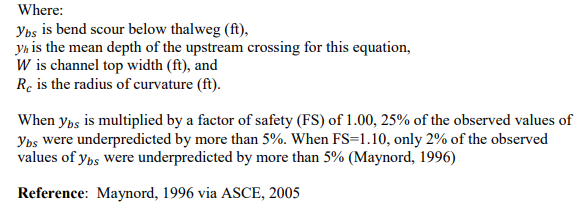 Where:
y_bs is bend scour below thalweg (ft),
y_h is the mean depth of the upstream crossing for this equation,
W is channel top width (ft), and
R_c is the radius of curvature (ft).
When y_bs is multiplied by a factor of safety (FS) of 1.00, 25% of the observed values of
y_bs were underpredicted by more than 5%. When FS=1.10, only 2% of the observed
values of y_bs were underpredicted by more than 5% (Maynord, 1996)
Reference: Maynord, 1996 via ASCE, 2005